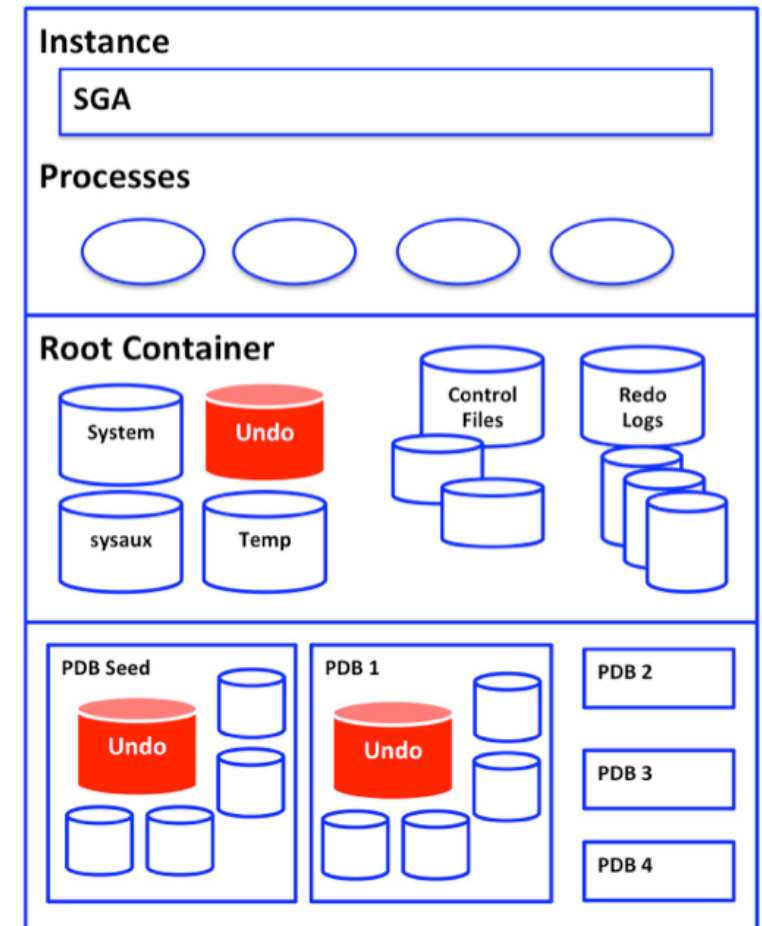 Instance
SGA
Processes
Root Container
System
Undo
Control
Files
Redo
Logs
sysaux
Temp
PDB Seed
Undo
PDB 1
Undo
PDB 2
PDB 3
PDB 4